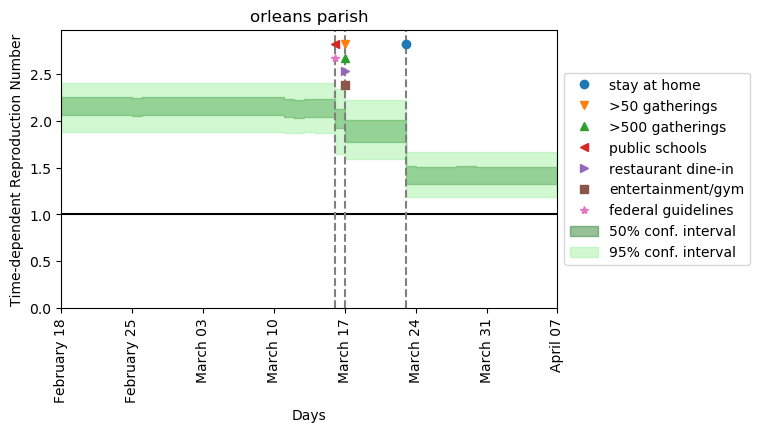 orleans parish
Time-dependent Reproduction Number
2.5
2.0
1.5
1.0
0.5
0.0
February 18
February 25
March 03
March 10
March 17
March 24
March 31
April 07
Days
stay at home
>50 gatherings
>500 gatherings
public schools
restaurant dine-in
entertainment/gym
federal guidelines
50% conf. interval
95% conf. interval